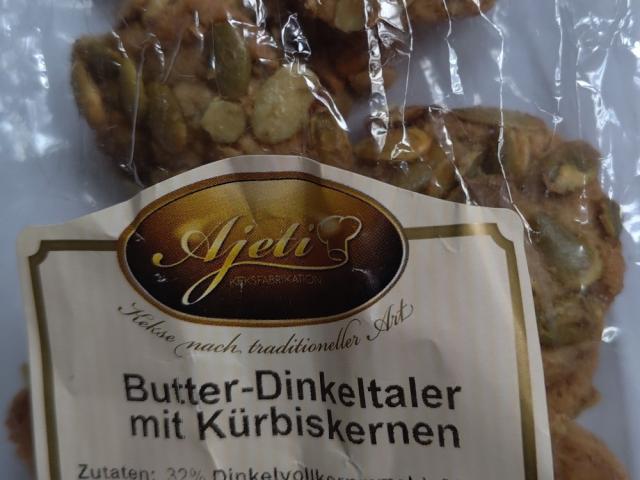 Ajeti
KEKSFABRIKATION
Kekse nach traditioneller Art
Butter-Dinkeltaler
mit Kürbiskernen
Zutaten: 32%